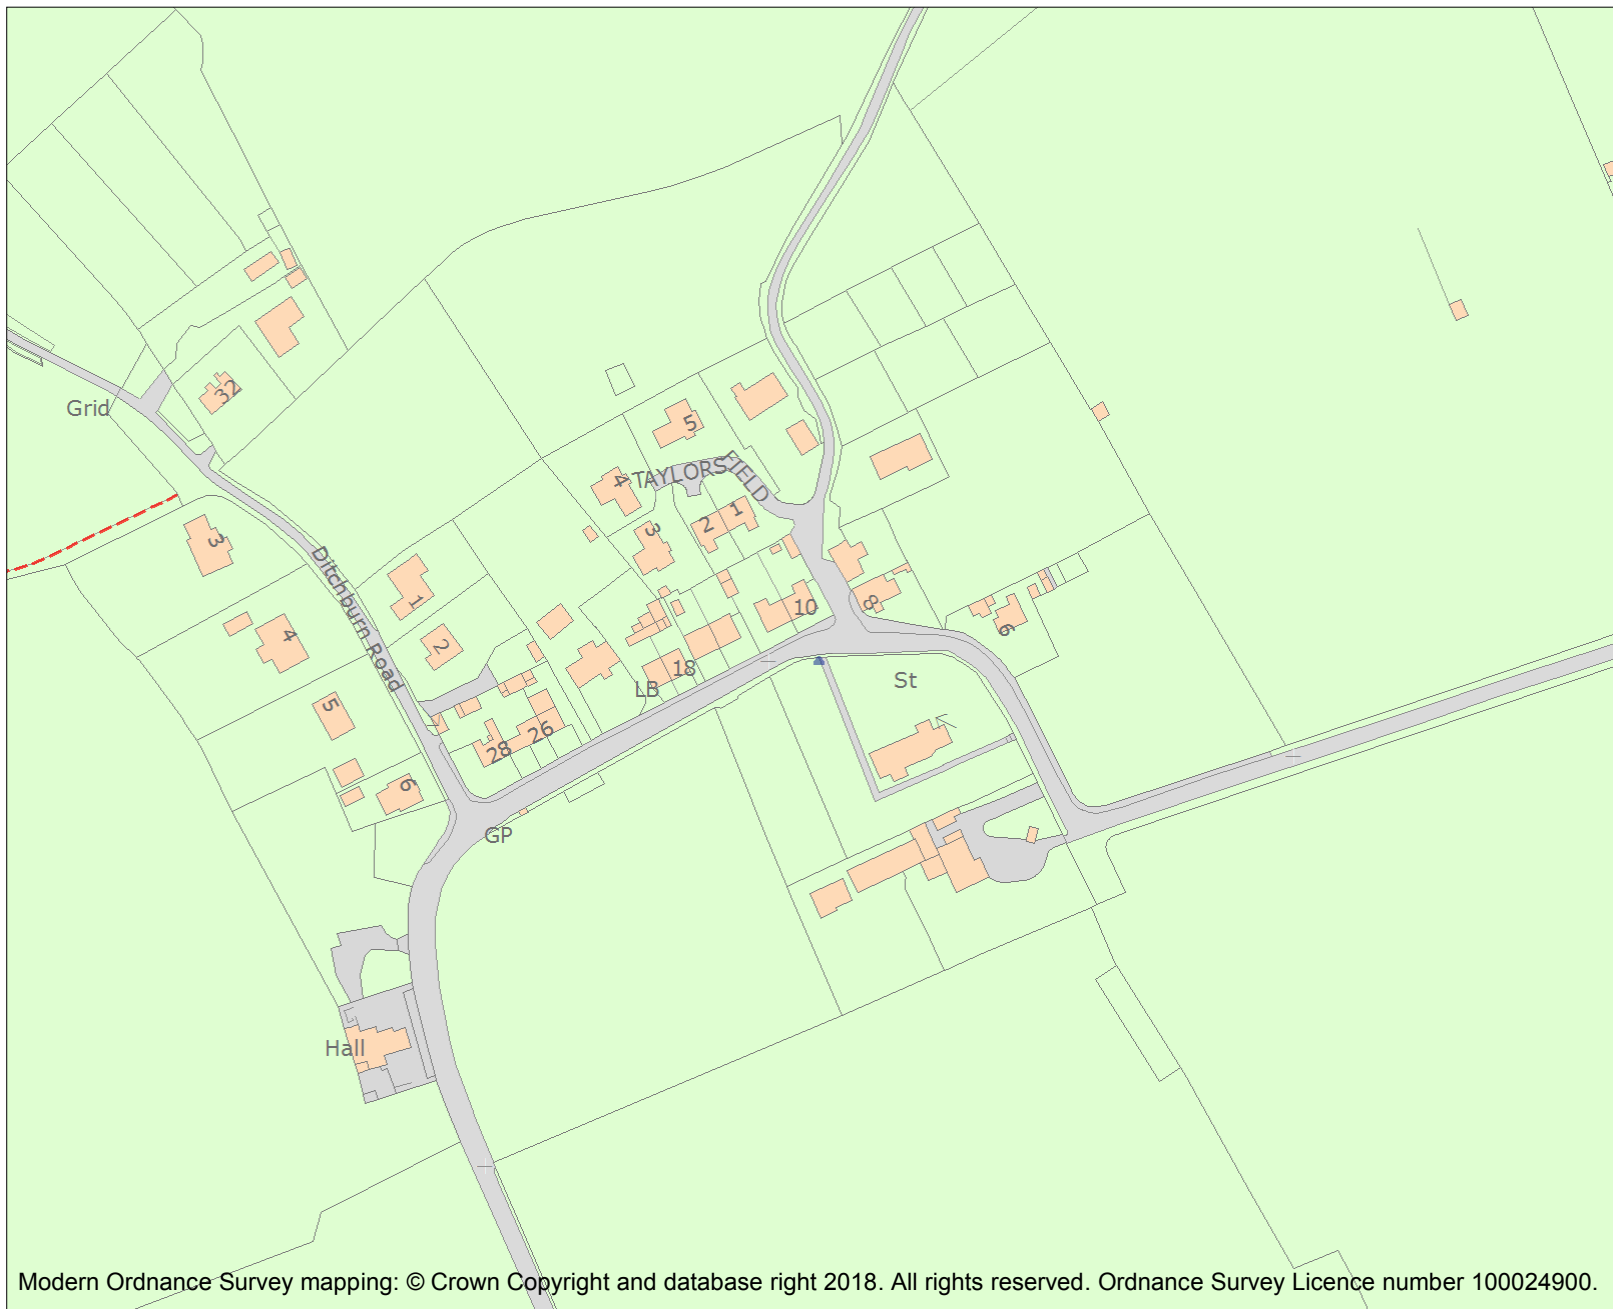 32
Grid
5
TAYLORS FIELD
4
1
2
3
3
Ditchburn Road
1
10
8
6
4
2
18
St
LB
5
26
28
6
GP
Hall
Modern Ordnance Survey mapping: © Crown Copyright and database right 2018. All rights reserved. Ordnance Survey Licence number 100024900.